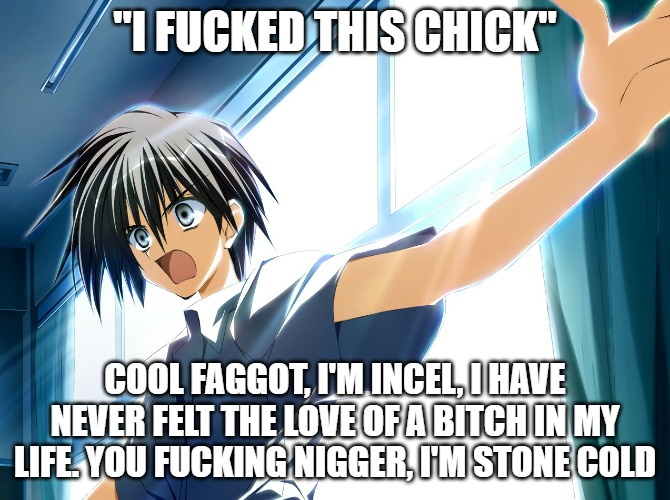 "I FUCKED THIS CHICK"
COOL FAGGOT, I'M INCEL, I HAVE
NEVER FELT THE LOVE OF A BITCH IN MY
LIFE. YOU FUCKING NIGGER, I'M STONE COLD